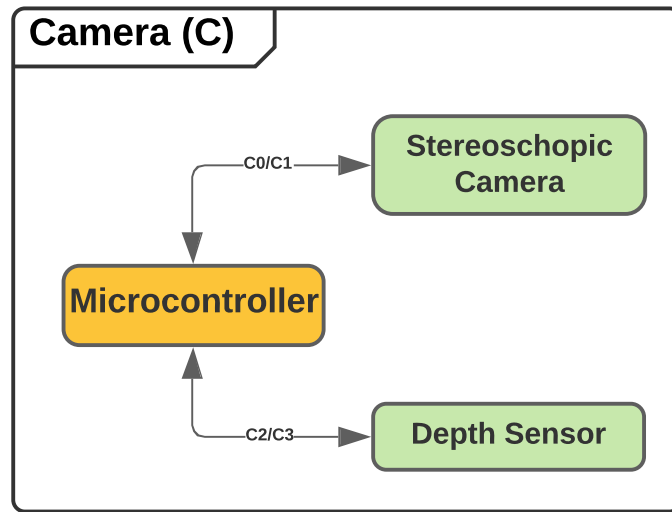 Camera (C)
C0/C1
Stereoschopic
Camera
Microcontroller
C2/C3
Depth Sensor